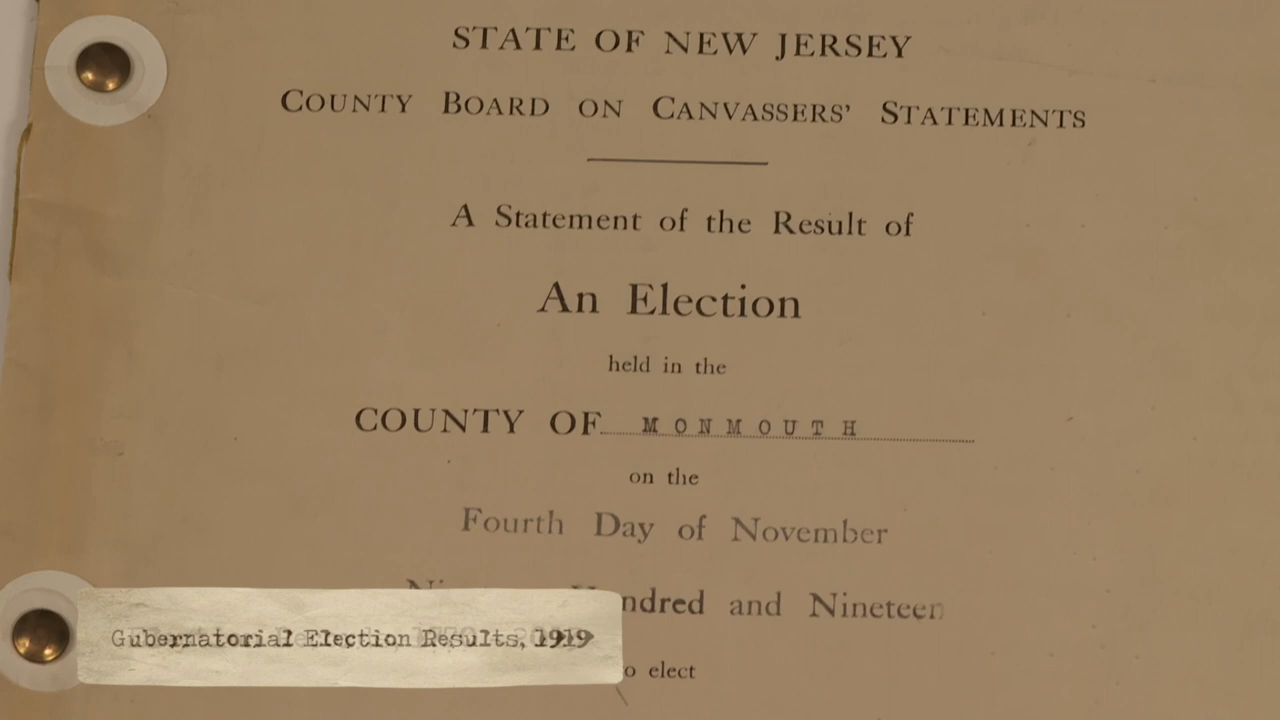 STATE OF NEW JERSEY
COUNTY BOARD ON CANVASSERS' STATEMENTS
A Statement of the Result of
An Election
held in the
COUNTY OF MONMOUTH
on the
Fourth Day of November
ndred and Nineteen
Gubernatorial Election Results, 1919
o elect